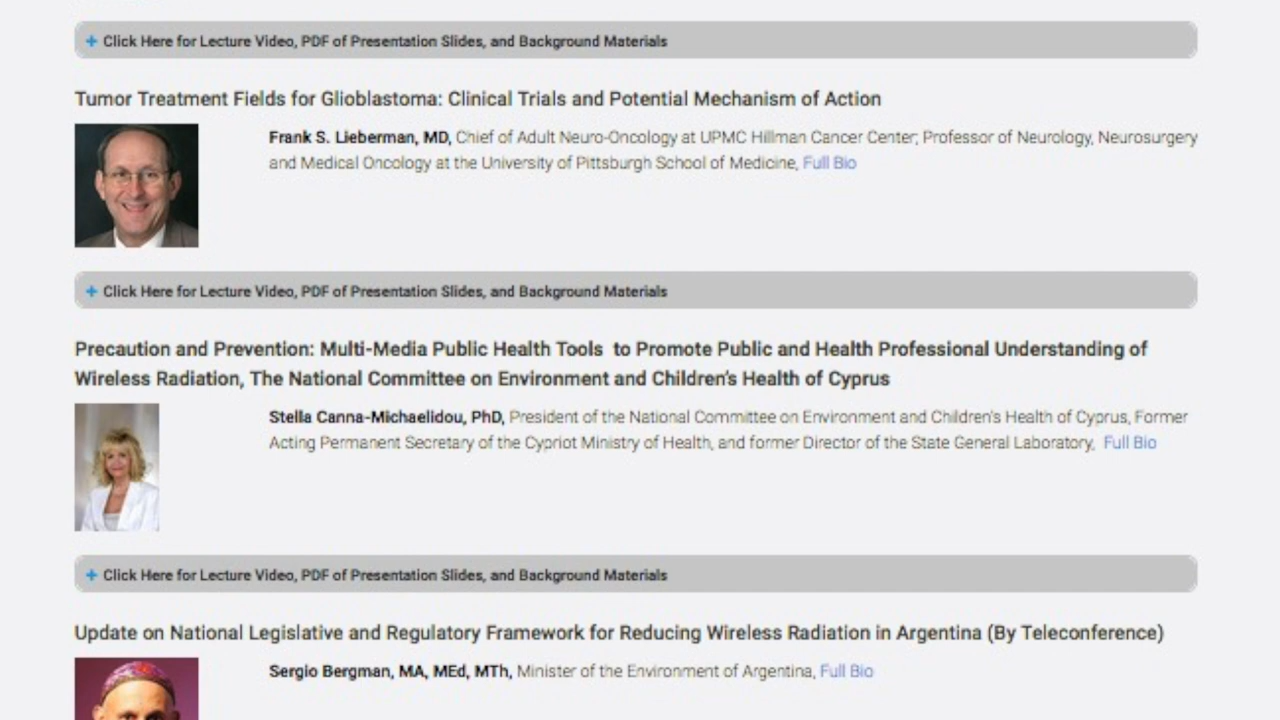 + Click Here for Lecture Video, PDF of Presentation Slides, and Background Materials
Tumor Treatment Fields for Glioblastoma: Clinical Trials and Potential Mechanism of Action
Frank S. Lieberman, MD, Chief of Adult Neuro-Oncology at UPMC Hillman Cancer Center; Professor of Neurology, Neurosurgery
and Medical Oncology at the University of Pittsburgh School of Medicine, Full Bio
+ Click Here for Lecture Video, PDF of Presentation Slides, and Background Materials
Precaution and Prevention: Multi-Media Public Health Tools to Promote Public and Health Professional Understanding of
Wireless Radiation, The National Committee on Environment and Children's Health of Cyprus
Stella Canna-Michaelidou, PhD, President of the National Committee on Environment and Children's Health of Cyprus, Former
Acting Permanent Secretary of the Cypriot Ministry of Health, and former Director of the State General Laboratory, Full Bio
+ Click Here for Lecture Video, PDF of Presentation Slides, and Background Materials
Update on National Legislative and Regulatory Framework for Reducing Wireless Radiation in Argentina (By Teleconference)
Sergio Bergman, MA, MEd, MTh, Minister of the Environment of Argentina, Full Bio